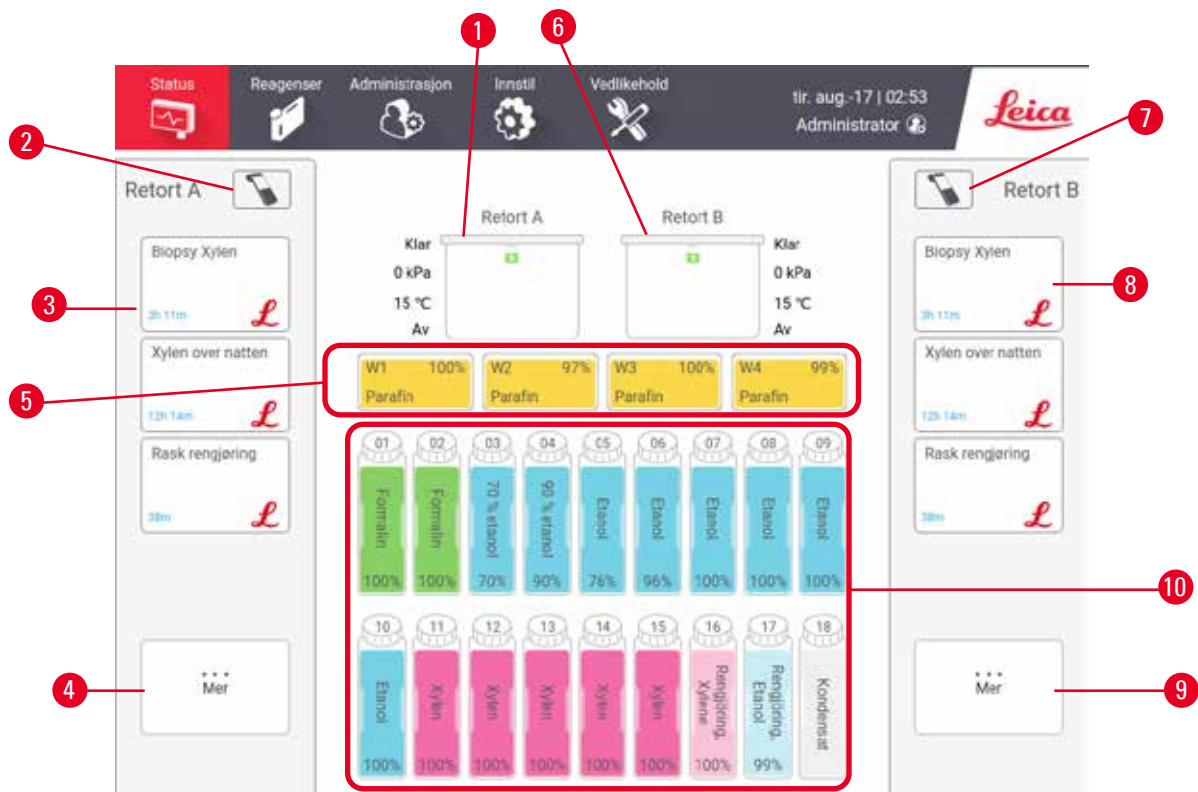 1
6
Status
Reagenser
Administrasjon
Innstil
Vedlikehold
tir. aug.-17 | 02:53
Administrator
Leica
2
7
Retort A
Retort B
Retort A
Retort B
Klar
0 kPa
15 °C
Av
Klar
0 kPa
15 °C
Av
Biopsy Xylen
3h 11m
3
Xylen over natten
12h 14m
Rask rengjøring
38m
Biopsy Xylen
3h 11m
8
Xylen over natten
12h 14m
Rask rengjøring
38m
5
W1 100%
Parafin
W2 97%
Parafin
W3 100%
Parafin
W4 99%
Parafin
01 02 03 04 05 06 07 08 09
Formalin
Formalin
70 % etanol
90 % etanol
Etanol
Etanol
Etanol
Etanol
Etanol
100% 100% 70% 90% 76% 96% 100% 100% 100%
10
10 11 12 13 14 15 16 17 18
Etanol
Xylen
Xylen
Xylen
Xylen
Xylen
Rengjøring,
Xylene
Rengjøring,
Etanol
Kondensat
100% 100% 100% 100% 100% 100% 100% 99%
4
...
Mer
...
Mer
9